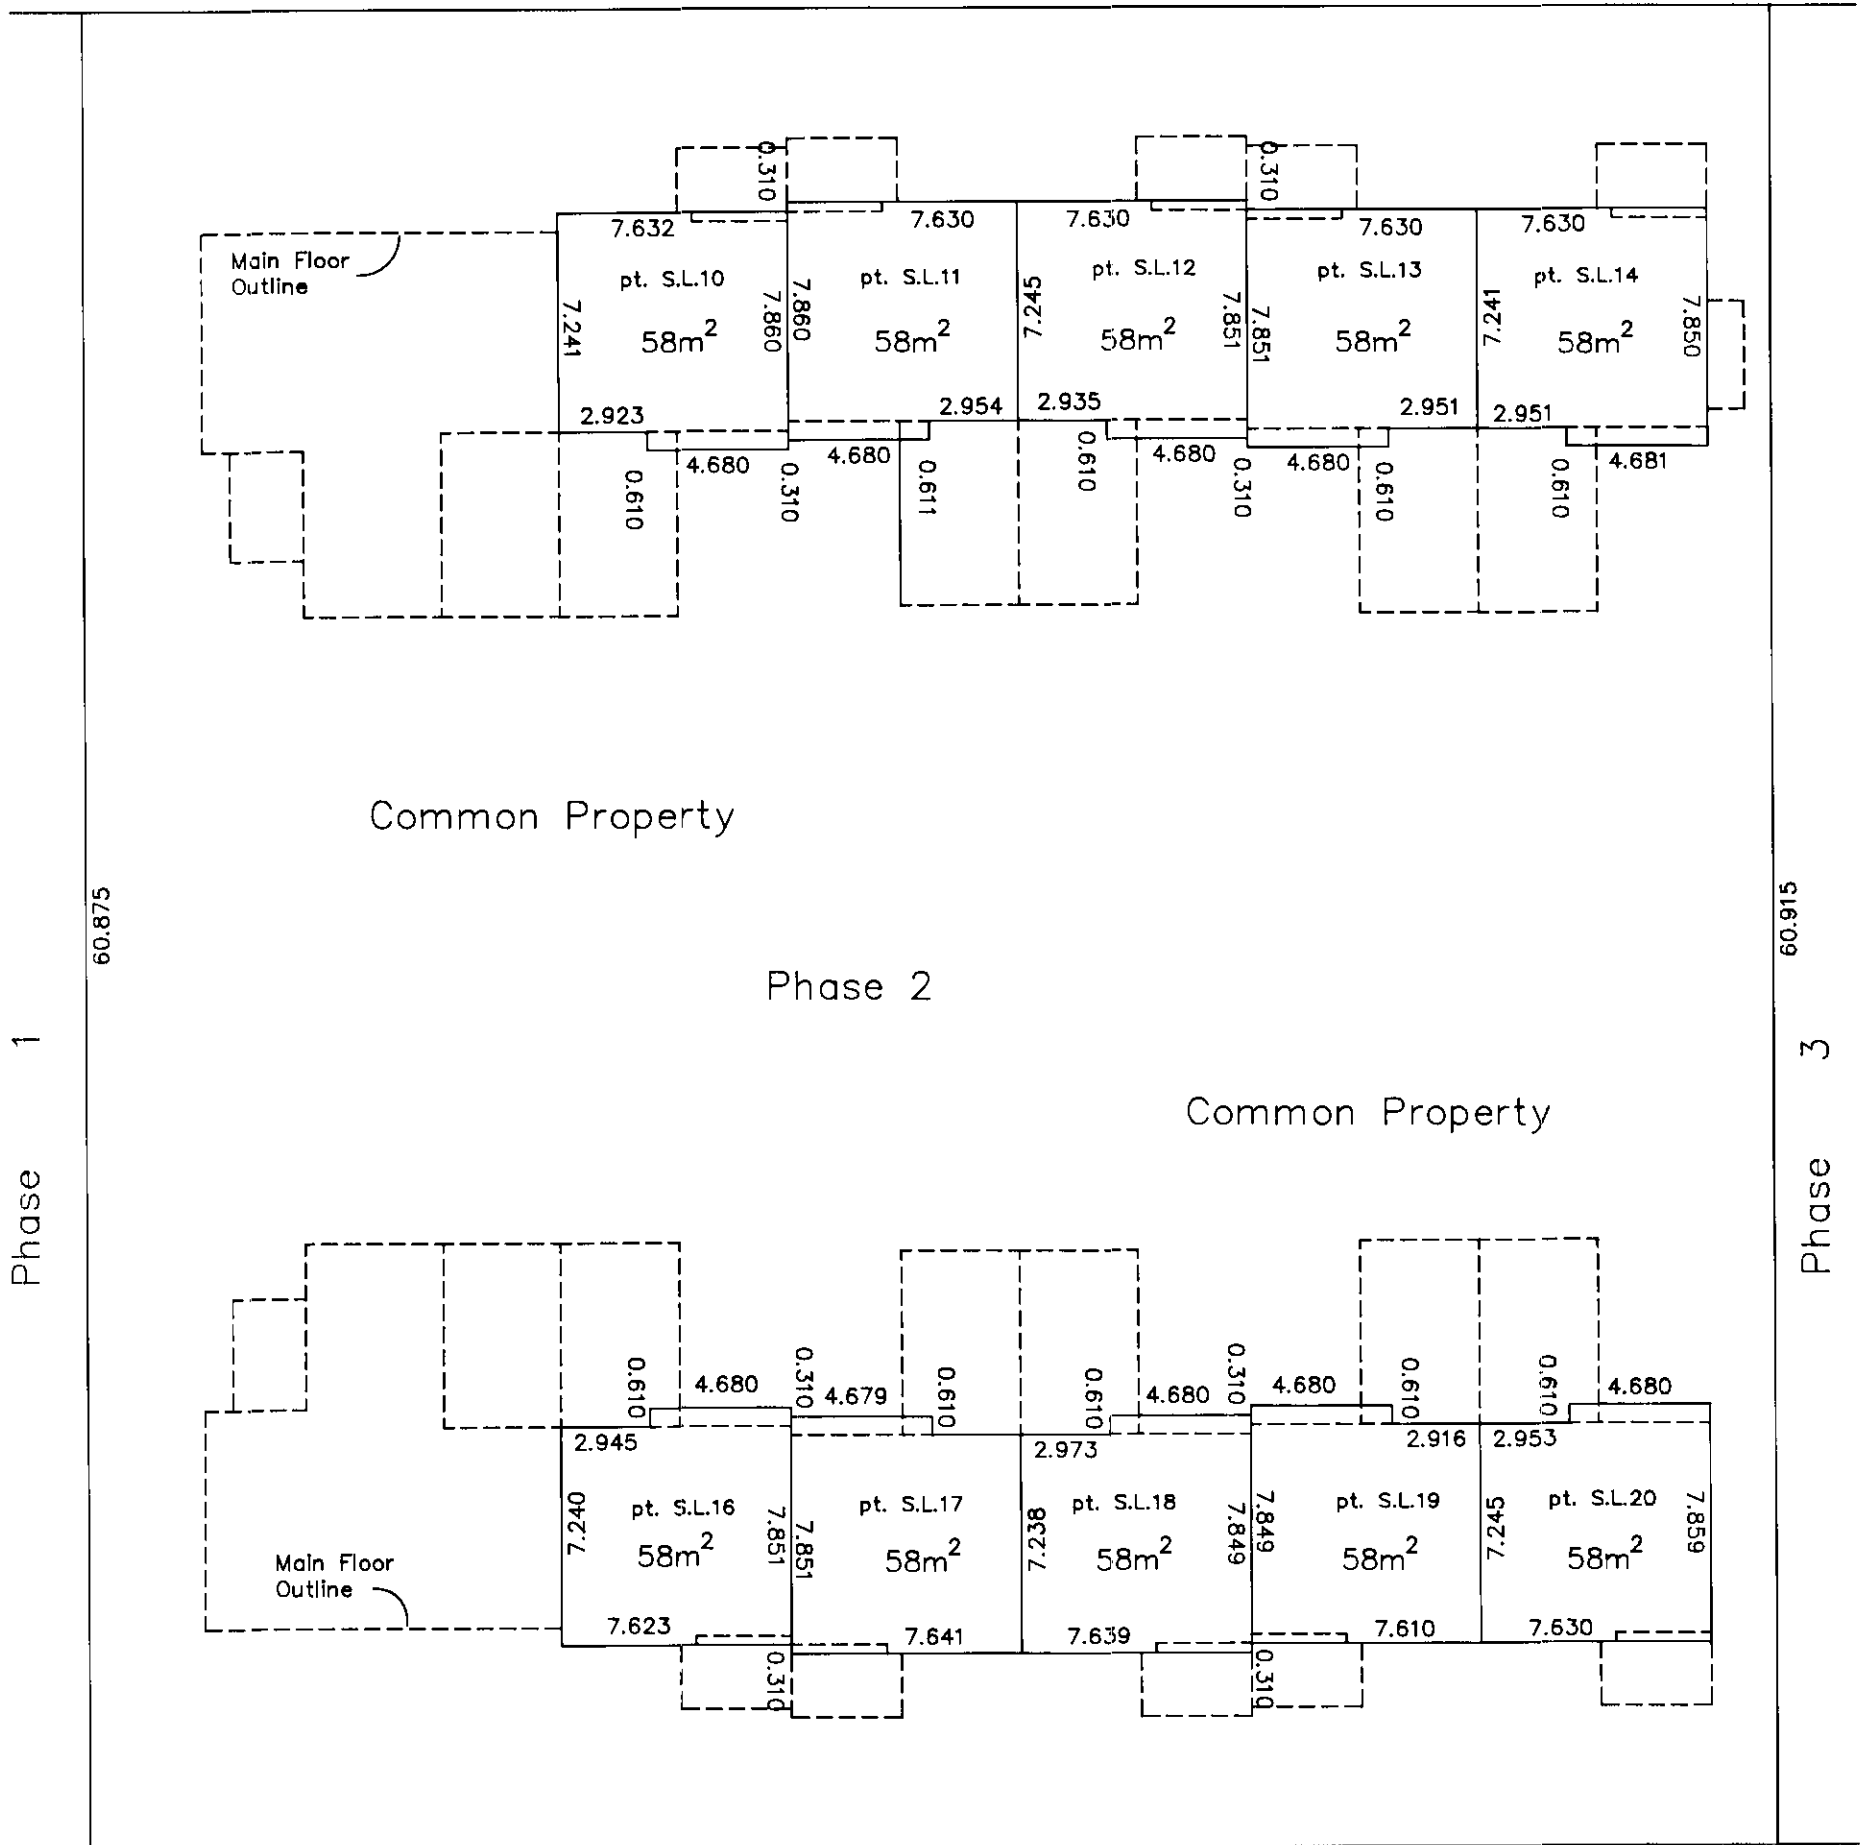 0.310
0.310
7.632
7.630
7.630
7.630
7.630
Main Floor
Outline
pt. S.L.10
pt. S.L.11
pt. S.L.12
pt. S.L.13
pt. S.L.14
7.241
58m²
7.860
7.860
58m²
7.245
58m²
7.851
7.851
58m²
7.241
58m²
7.850
2.923
2.954
2.935
2.951
2.951
4.680
4.680
4.680
4.680
4.681
0.610
0.310
0.611
0.610
0.310
0.610
0.610
Common Property
60.875
60.915
Phase 2
Phase 1
Phase 3
Common Property
0.610
4.680
0.310
4.679
0.610
0.610
4.680
0.310
4.680
0.610
0.610
4.680
2.945
2.973
2.916
2.953
pt. S.L.16
pt. S.L.17
pt. S.L.18
pt. S.L.19
pt. S.L.20
7.240
58m²
7.851
7.851
58m²
7.238
58m²
7.849
7.849
58m²
7.245
58m²
7.859
Main Floor
Outline
7.623
7.641
7.639
7.610
7.630
0.310
0.310